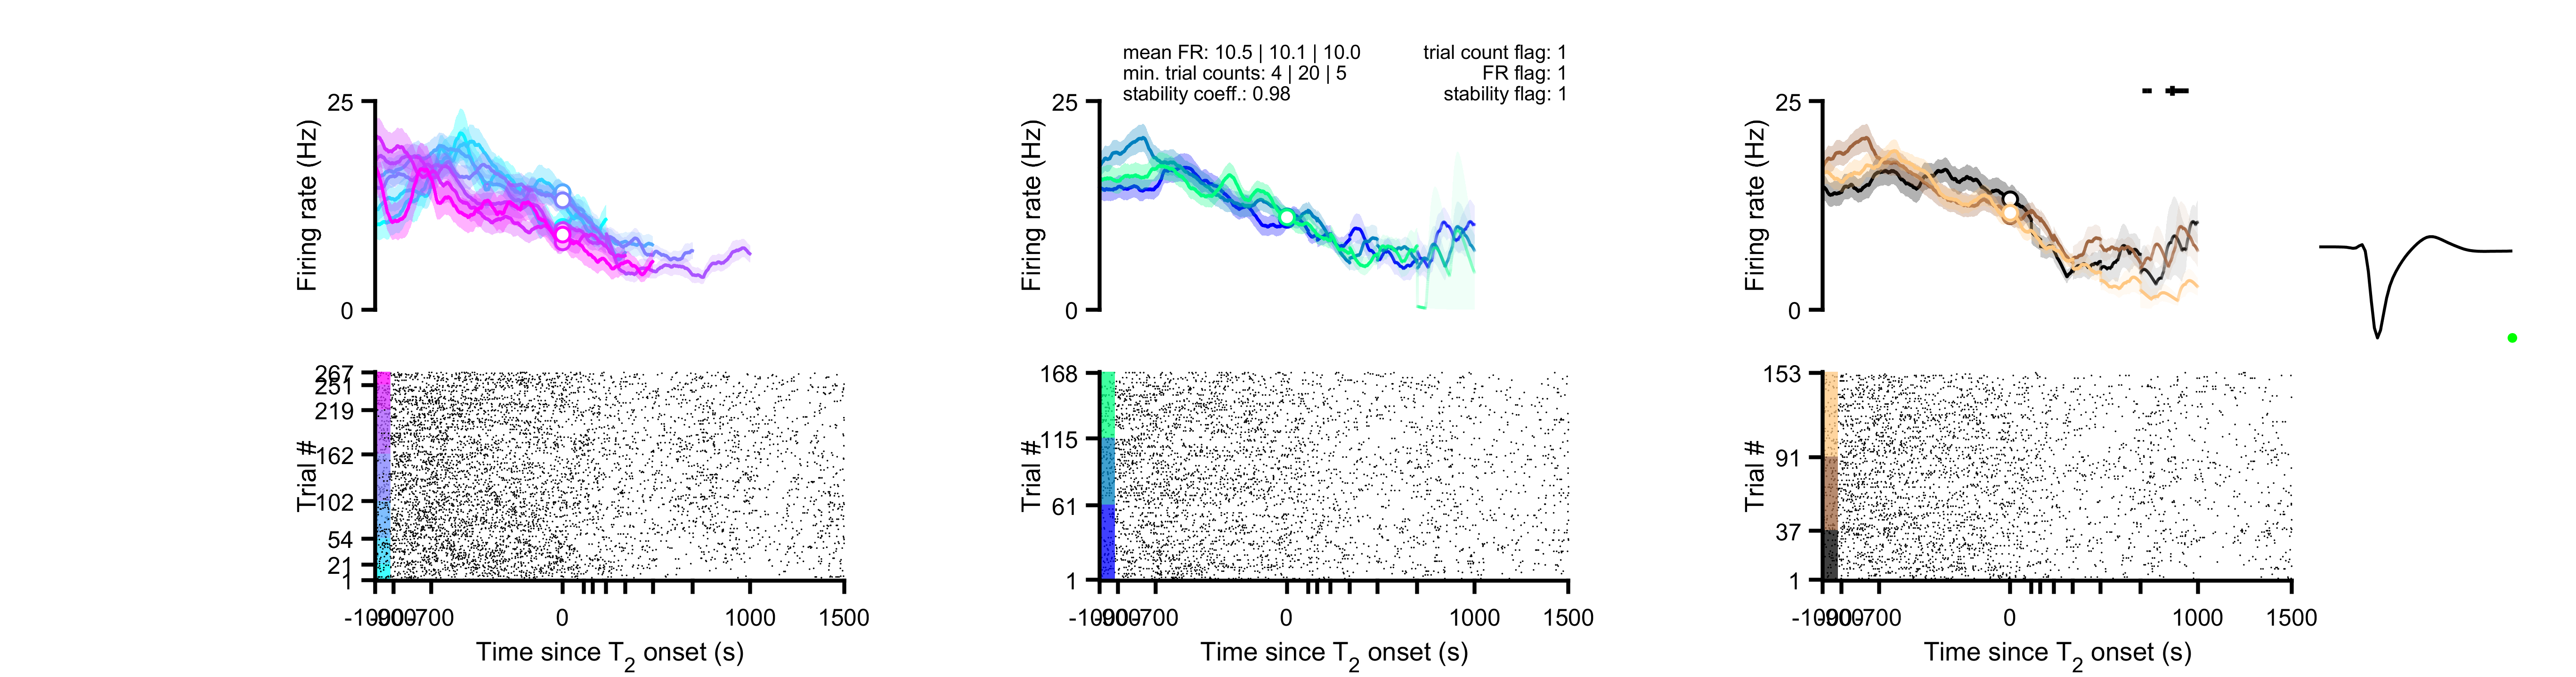 mean FR: 10.5 | 10.1 | 10.0
trial count flag: 1
min. trial counts: 4 | 20 | 5
FR flag: 1
stability coeff.: 0.98
stability flag: 1
25
Firing rate (Hz)
0
25
Firing rate (Hz)
0
25
Firing rate (Hz)
0
267
251
219
162
102
54
21
1
Trial #
168
115
61
1
Trial #
153
91
37
1
Trial #
-700 0 1000 1500
Time since T2 onset (s)
-700 0 1000 1500
Time since T2 onset (s)
-700 0 1000 1500
Time since T2 onset (s)